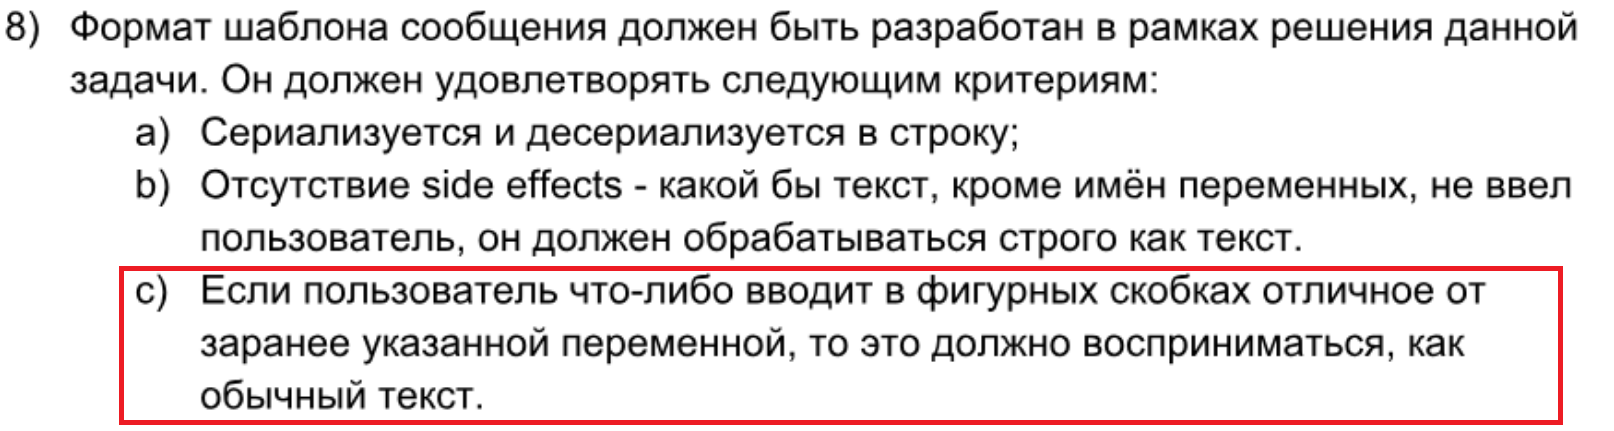 8) Формат шаблона сообщения должен быть разработан в рамках решения данной
задачи. Он должен удовлетворять следующим критериям:
a) Сериализуется и десериализуется в строку;
b) Отсутствие side effects - какой бы текст, кроме имён переменных, не ввел
пользователь, он должен обрабатываться строго как текст.
c) Если пользователь что-либо вводит в фигурных скобках отличное от
заранее указанной переменной, то это должно восприниматься, как
обычный текст.